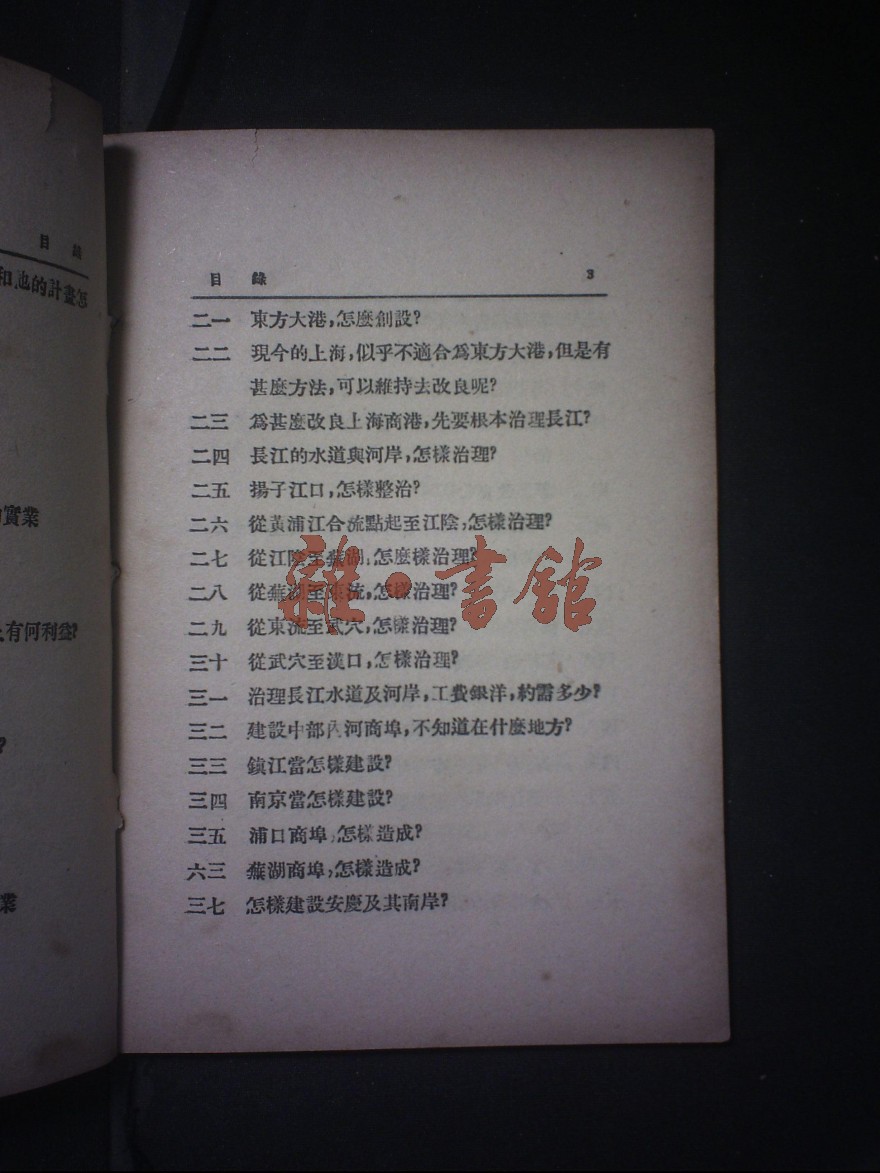 目 錄
和他的計畫怎
實業
有何利益?
?
業
目 錄 3
二一 東方大港,怎麼創設?
二二 現今的上海,似乎不適合爲東方大港,但是有
甚麼方法,可以維持去改良呢?
二三 爲甚麼改良上海商港,先要根本治理長江?
二四 長江的水道與河岸,怎樣治理?
二五 揚子江口,怎樣整治?
二六 從黃浦江合流點起至江陰,怎樣治理?
二七 從江陰至蕪湖,怎麼樣治理?
二八 從蕪湖至東流,怎樣治理?
二九 從東流至武穴,怎樣治理?
三十 從武穴至漢口,怎樣治理?
三一 治理長江水道及河岸,工費銀洋,約需多少?
三二 建設中部內河商埠,不知道在什麼地方?
三三 鎮江當怎樣建設?
三四 南京當怎樣建設?
三五 浦口商埠,怎樣造成?
六三 蕪湖商埠,怎樣造成?
三七 怎樣建設安慶及其南岸?
雜·書館